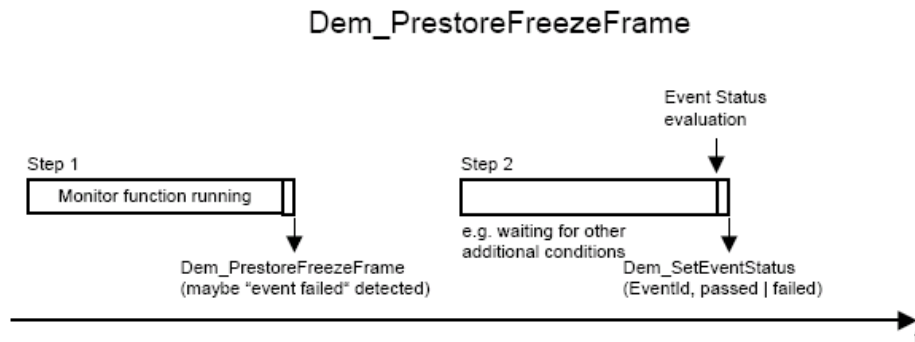 Dem_PrestoreFreezeFrame
Event Status
evaluation
Step 1
Step 2
Monitor function running
e.g. waiting for other
additional conditions
Dem_PrestoreFreezeFrame
(maybe "event failed" detected)
Dem_SetEventStatus
(EventId, passed | failed)